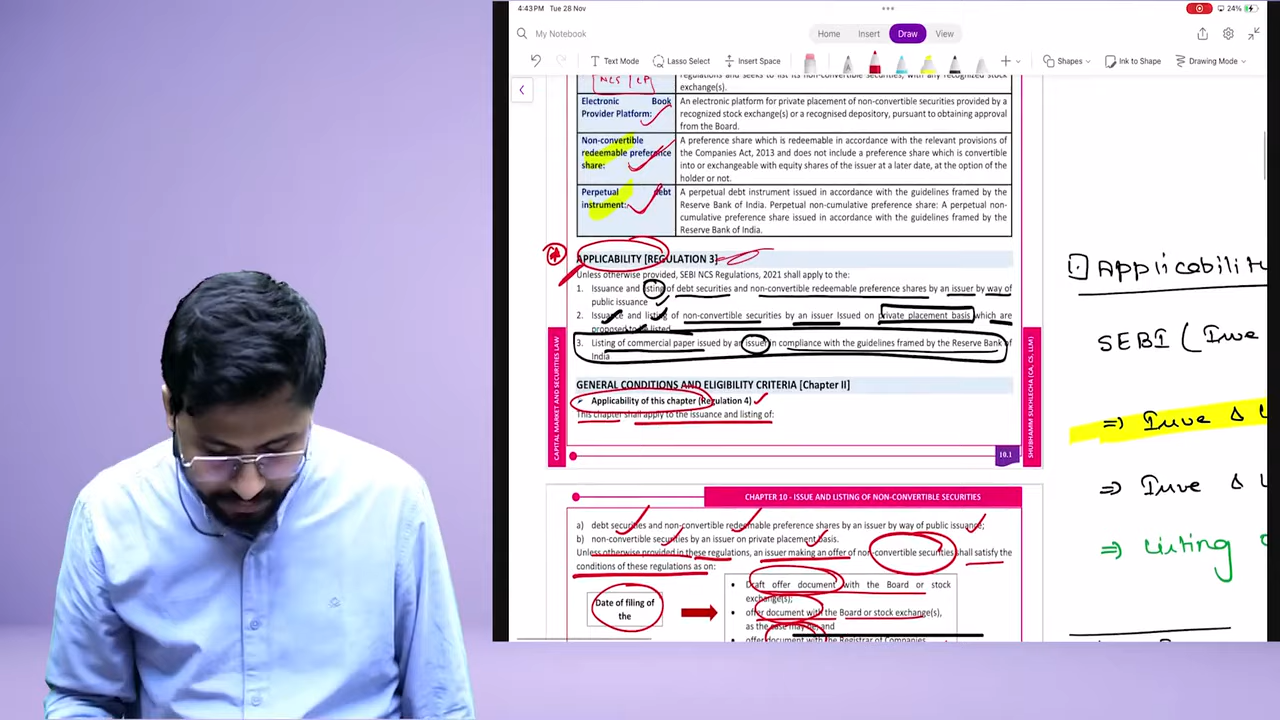 4:43 PM Tue 28 Nov
24%
My Notebook
Home Insert Draw View
Text Mode Lasso Select Insert Space Shapes Ink to Shape Drawing Mode
NCS | CP
regulations and seeks to list its non-convertible securities, with any recognized stock
exchange(s).
Electronic Book
Provider Platform:
An electronic platform for private placement of non-convertible securities provided by a
recognized stock exchange(s) or a recognised depository, pursuant to obtaining approval
from the Board.
Non-convertible
redeemable preference
share:
A preference share which is redeemable in accordance with the relevant provisions of
the Companies Act, 2013 and does not include a preference share which is convertible
into or exchangeable with equity shares of the issuer at a later date, at the option of the
holder or not.
Perpetual debt
instrument:
A perpetual debt instrument issued in accordance with the guidelines framed by the
Reserve Bank of India. Perpetual non-cumulative preference share: A perpetual non-
cumulative preference share issued in accordance with the guidelines framed by the
Reserve Bank of India.
APPLICABILITY [REGULATION 3]
Unless otherwise provided, SEBI NCS Regulations, 2021 shall apply to the:
1. Issuance and listing of debt securities and non-convertible redeemable preference shares by an issuer by way of
public issuance
2. Issuance and listing of non-convertible securities by an issuer Issued on private placement basis which are
proposed to be listed
3. Listing of commercial paper issued by an issuer in compliance with the guidelines framed by the Reserve Bank of
India
GENERAL CONDITIONS AND ELIGIBILITY CRITERIA [Chapter II]
Applicability of this chapter (Regulation 4)
This chapter shall apply to the issuance and listing of:
CAPITAL MARKET AND SECURITIES LAW
SHUBHAMM SUKHLECHA (CA, CS, LLM)
10.1
CHAPTER 10 - ISSUE AND LISTING OF NON-CONVERTIBLE SECURITIES
a) debt securities and non-convertible redeemable preference shares by an issuer by way of public issuance;
b) non-convertible securities by an issuer on private placement basis.
Unless otherwise provided in these regulations, an issuer making an offer of non-convertible securities shall satisfy the
conditions of these regulations as on:
Date of filing of
the
• Draft offer document with the Board or stock
exchange(s);
• offer document with the Board or stock exchange(s),
as the case may be; and
• offer document with the Registrar of Companies
Applicability
SEBI (
⇒
⇒
⇒ Listing